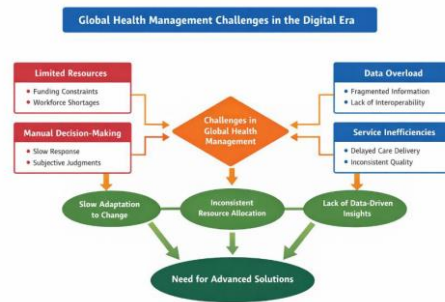 Global Health Management Challenges in the Digital Era
Limited Resources
• Funding Constraints
• Workforce Shortages
Manual Decision-Making
• Slow Response
• Subjective Judgments
Challenges in
Global Health
Management
Data Overload
• Fragmented Information
• Lack of Interoperability
Service Inefficiencies
• Delayed Care Delivery
• Inconsistent Quality
Slow Adaptation
to Change
Inconsistent
Resource Allocation
Lack of Data-Driven
Insights
Need for Advanced Solutions